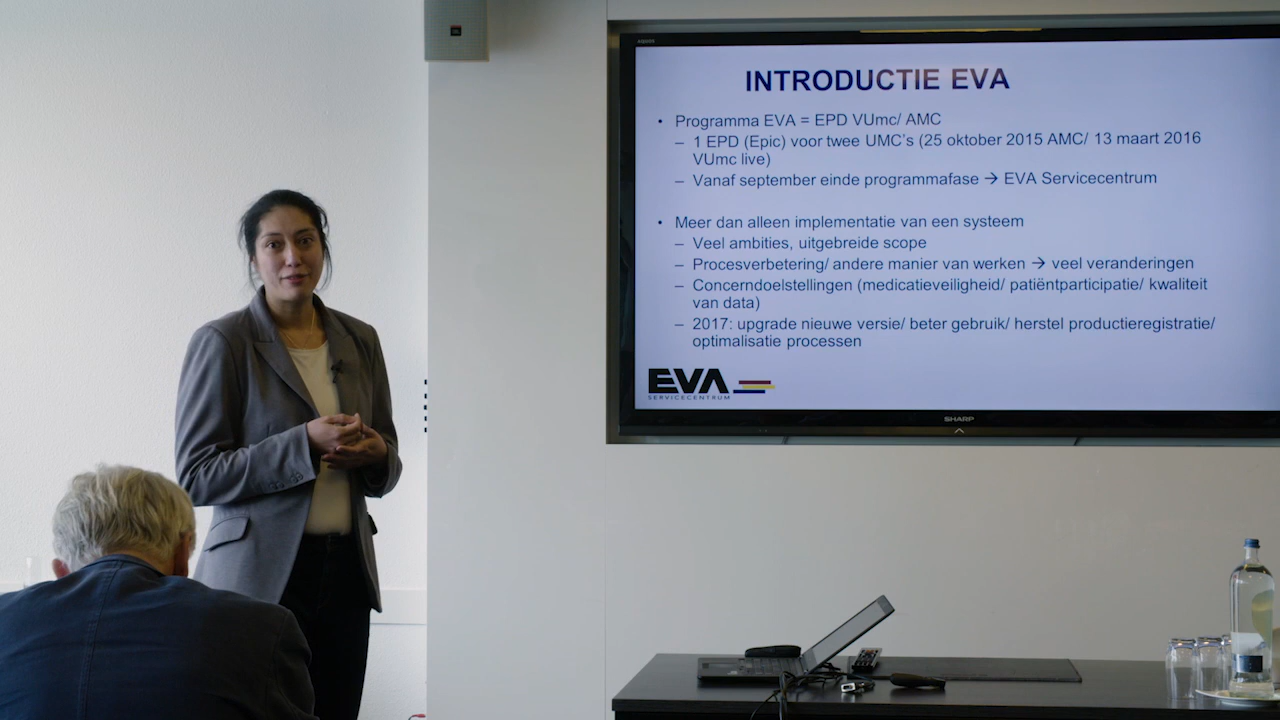 JBL
INTRODUCTIE EVA
• Programma EVA = EPD VUmc/ AMC
– 1 EPD (Epic) voor twee UMC's (25 oktober 2015 AMC/ 13 maart 2016
VUmc live)
– Vanaf september einde programmafase → EVA Servicecentrum
• Meer dan alleen implementatie van een systeem
– Veel ambities, uitgebreide scope
– Procesverbetering/ andere manier van werken → veel veranderingen
– Concerndoelstellingen (medicatieveiligheid/ patiëntparticipatie/ kwaliteit
van data)
– 2017: upgrade nieuwe versie/ beter gebruik/ herstel productieregistratie/
optimalisatie processen
EVA
SERVICECENTRUM
SHARP